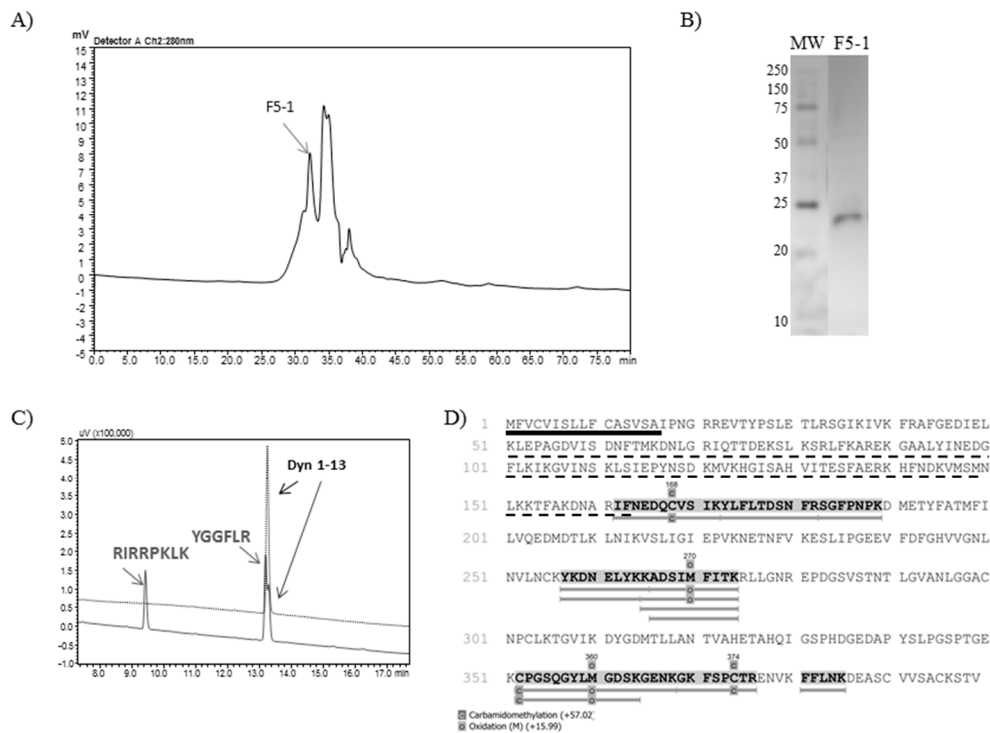 A)
mV
Detector A Ch2:280nm
15
14
13
12
11
10
9
8
7
6
5
4
3
2
1
0
-1
-2
-3
-4
-5
F5-1
0.0 5.0 10.0 15.0 20.0 25.0 30.0 35.0 40.0 45.0 50.0 55.0 60.0 65.0 70.0 75.0 min
B)
MW F5-1
250
150
75
50
37
25
20
10
C)
uV (x100,000)
5.0
4.5
4.0
3.5
3.0
2.5
2.0
1.5
1.0
0.5
0.0
-0.5
-1.0
Dyn 1-13
YGGFLR
RIRRPKLK
8.0 9.0 10.0 11.0 12.0 13.0 14.0 15.0 16.0 17.0 min
D)
1 MFVCVISLLF CASVSAIPNG RREVTYPSLE TLRSGIKIVK FRAFGEDIEL
51 KLEPAGDVIS DNFTMKDNLG RIQTTDEKSL KSRLFKAREK GAALYINEDG
101 FLKIKGVINS KLSIEPYNSD KMVKHGISAH VITESFAERK HFNDKVMSMN
168
C
151 LKKTFAKDNA RIFNEDQCVS IKYLFLTDSN FRSGFPNPKD METYFATMFI
201 LVQEDMDTLK LNIKVSLIGI EPVKNETNFV KESLIPGEEV FDFGHVVGNL
270
O
251 NVLNCKYKDN ELYKKADSIM FITKRLLGNR EPDGSVSTNT LGVANLGGAC
O
O
301 NPCLKTGVIK DYGDMTLLAN TVAHETAHQI GSPHDGEDAP YSLPGSPTGE
360 374
O C
351 KCPGSQGYLM GDSKGENKGK FSPCTRENVK FFLNKDEASC VVSACKSTV
C O C
C O
C Carbamidomethylation (+57.02)
O Oxidation (M) (+15.99)